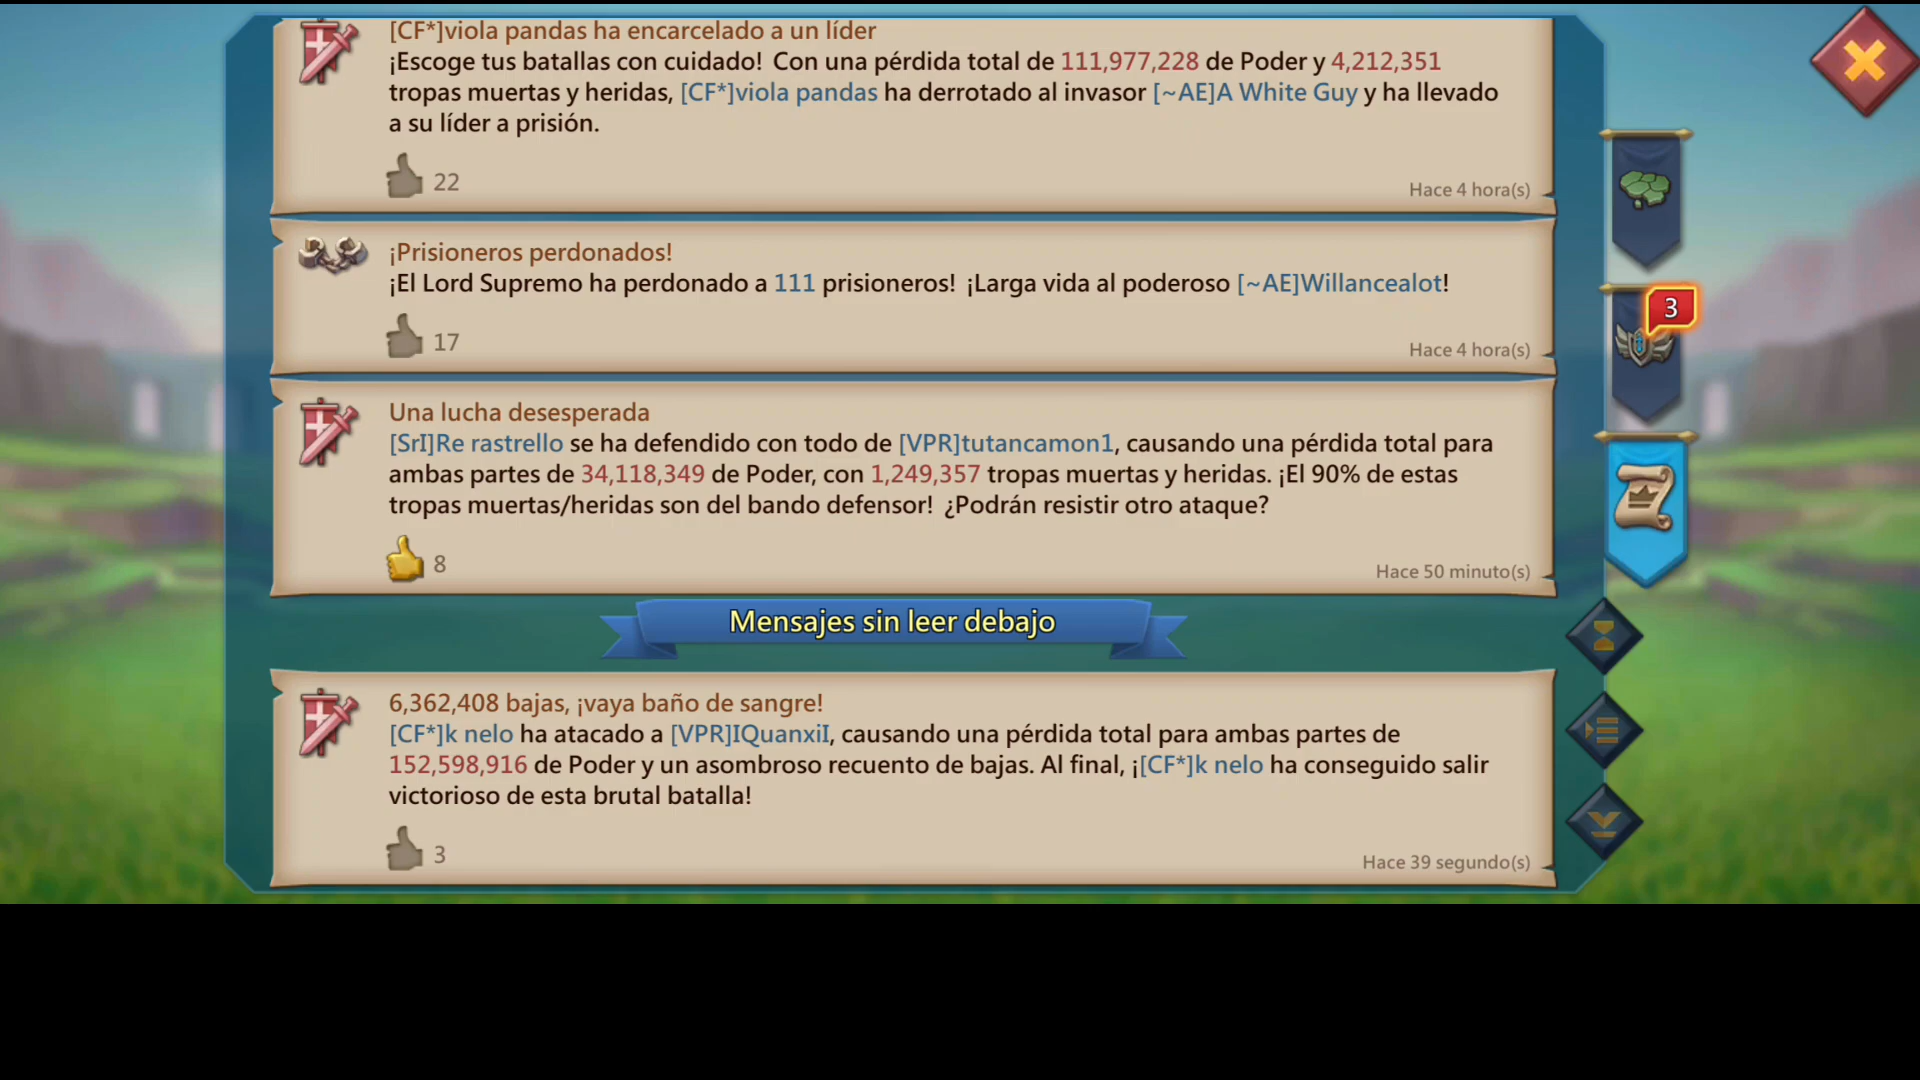 [CF*]viola pandas ha encarcelado a un líder
¡Escoge tus batallas con cuidado! Con una pérdida total de 111,977,228 de Poder y 4,212,351
tropas muertas y heridas, [CF*]viola pandas ha derrotado al invasor [~AE]A White Guy y ha llevado
a su líder a prisión.
22
Hace 4 hora(s)
¡Prisioneros perdonados!
¡El Lord Supremo ha perdonado a 111 prisioneros! ¡Larga vida al poderoso [~AE]Willancealot!
17
Hace 4 hora(s)
3
Una lucha desesperada
[SrI]Re rastrello se ha defendido con todo de [VPR]tutancamon1, causando una pérdida total para
ambas partes de 34,118,349 de Poder, con 1,249,357 tropas muertas y heridas. ¡El 90% de estas
tropas muertas/heridas son del bando defensor! ¿Podrán resistir otro ataque?
8
Hace 50 minuto(s)
Mensajes sin leer debajo
6,362,408 bajas, ¡vaya baño de sangre!
[CF*]k nelo ha atacado a [VPR]IQuanxiI, causando una pérdida total para ambas partes de
152,598,916 de Poder y un asombroso recuento de bajas. Al final, ¡[CF*]k nelo ha conseguido salir
victorioso de esta brutal batalla!
3
Hace 39 segundo(s)